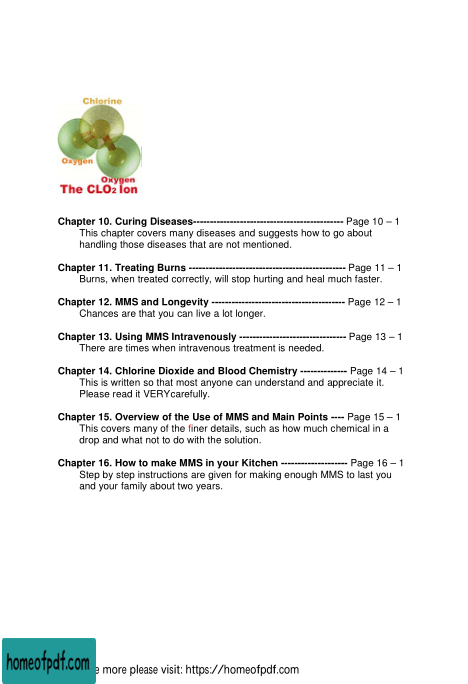 Chlorine
Oxygen
Oxygen
The CLO2 Ion
Chapter 10. Curing Diseases--------------------------------------------- Page 10 – 1
This chapter covers many diseases and suggests how to go about
handling those diseases that are not mentioned.
Chapter 11. Treating Burns ----------------------------------------------- Page 11 – 1
Burns, when treated correctly, will stop hurting and heal much faster.
Chapter 12. MMS and Longevity ---------------------------------------- Page 12 – 1
Chances are that you can live a lot longer.
Chapter 13. Using MMS Intravenously -------------------------------- Page 13 – 1
There are times when intravenous treatment is needed.
Chapter 14. Chlorine Dioxide and Blood Chemistry -------------- Page 14 – 1
This is written so that most anyone can understand and appreciate it.
Please read it VERYcarefully.
Chapter 15. Overview of the Use of MMS and Main Points ---- Page 15 – 1
This covers many of the finer details, such as how much chemical in a
drop and what not to do with the solution.
Chapter 16. How to make MMS in your Kitchen -------------------- Page 16 – 1
Step by step instructions are given for making enough MMS to last you
and your family about two years.
homeofpdf.com
e more please visit: https://homeofpdf.com